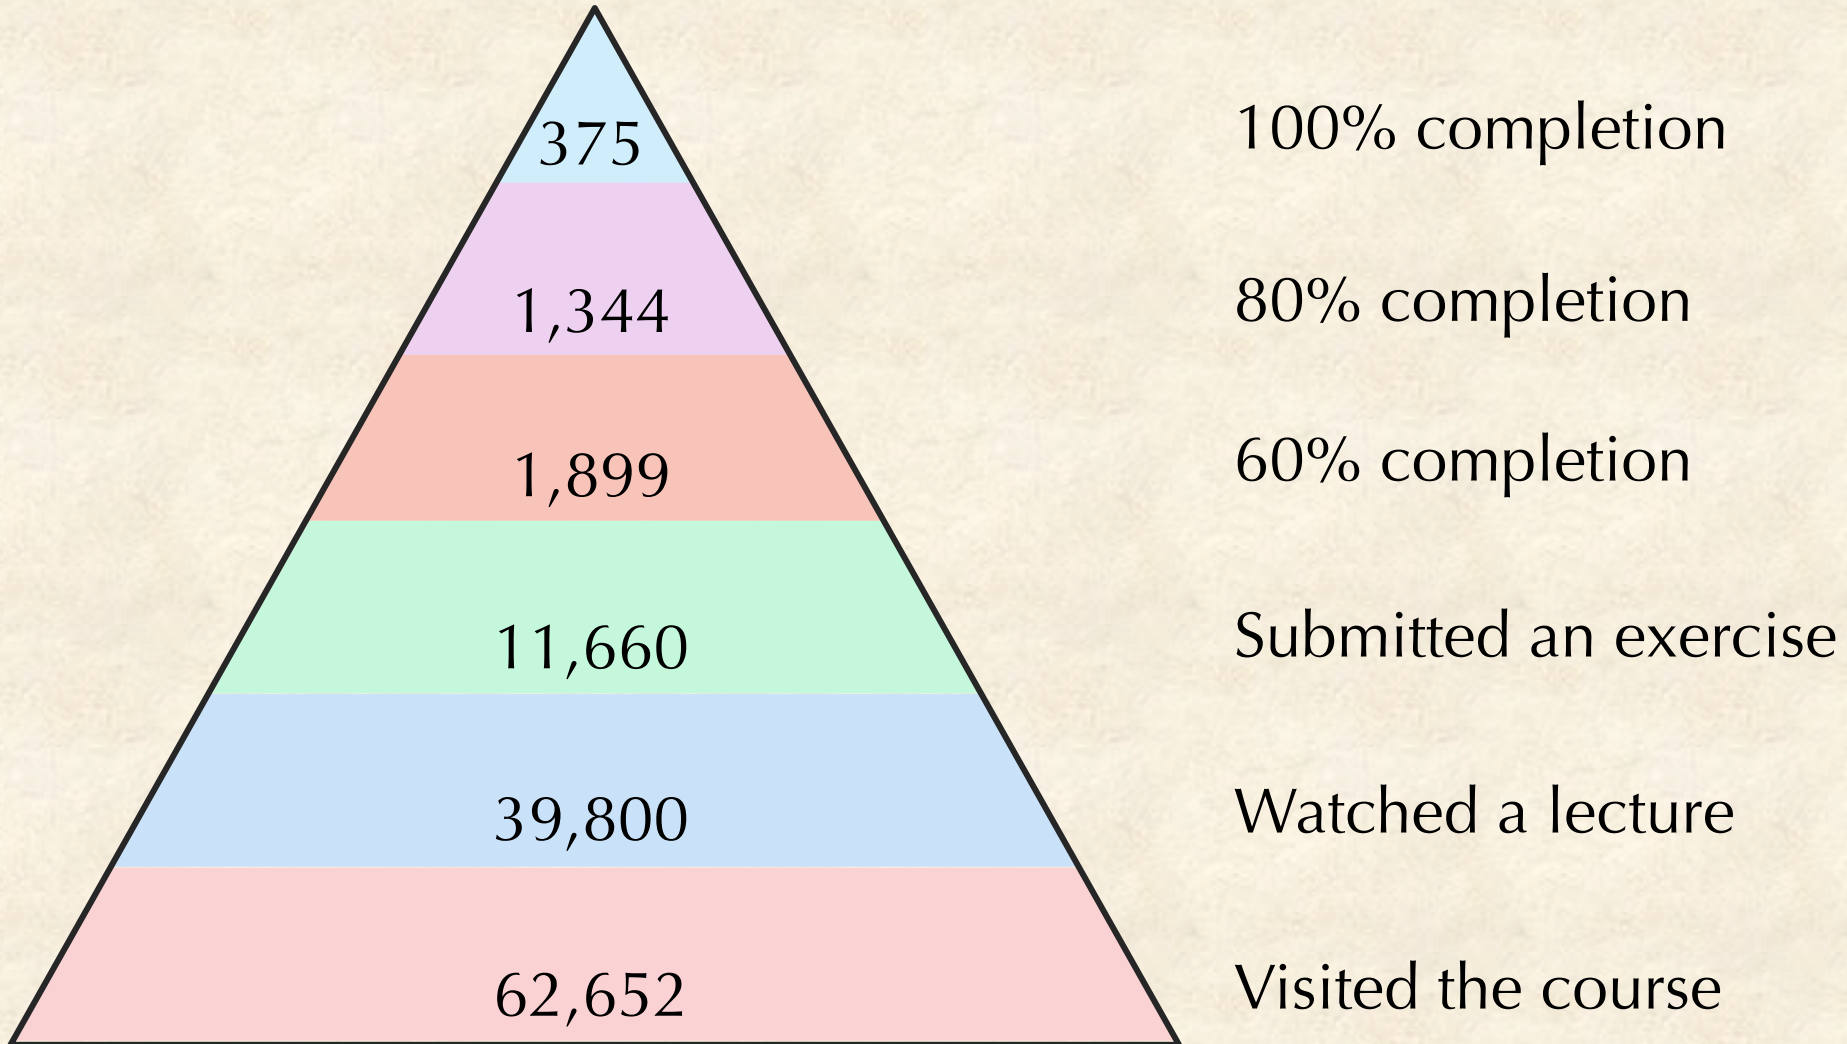 375 100% completion
1,344 80% completion
1,899 60% completion
11,660 Submitted an exercise
39,800 Watched a lecture
62,652 Visited the course